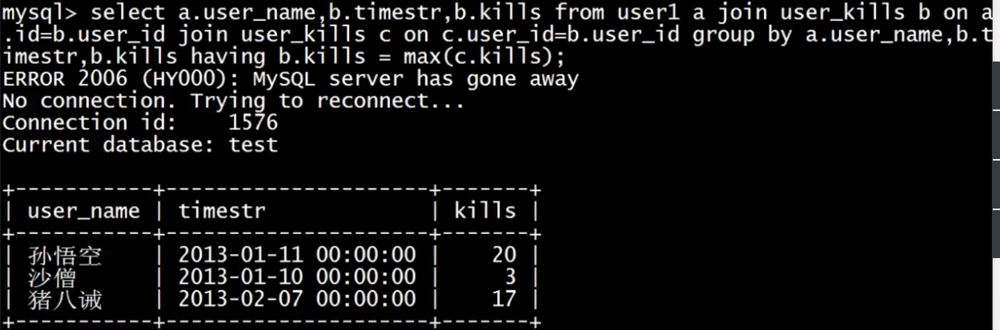 mysql> select a.user_name,b.timestr,b.kills from user1 a join user_kills b on a
.id=b.user_id join user_kills c on c.user_id=b.user_id group by a.user_name,b.t
imestr,b.kills having b.kills = max(c.kills);
ERROR 2006 (HY000): MySQL server has gone away
No connection. Trying to reconnect...
Connection id:    1576
Current database: test
+-----------+---------------------+-------+
| user_name | timestr             | kills |
+-----------+---------------------+-------+
| 孙悟空    | 2013-01-11 00:00:00 |    20 |
| 沙僧      | 2013-01-10 00:00:00 |     3 |
| 猪八诫    | 2013-02-07 00:00:00 |    17 |
+-----------+---------------------+-------+